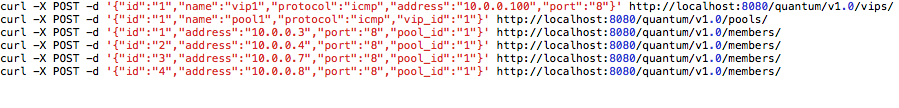 curl -X POST -d '{"id":"1","name":"vip1","protocol":"icmp","address":"10.0.0.100","port":"8"}' http://localhost:8080/quantum/v1.0/vips/
curl -X POST -d '{"id":"1","name":"pool1","protocol":"icmp","vip_id":"1"}' http://localhost:8080/quantum/v1.0/pools/
curl -X POST -d '{"id":"1","address":"10.0.0.3","port":"8","pool_id":"1"}' http://localhost:8080/quantum/v1.0/members/
curl -X POST -d '{"id":"2","address":"10.0.0.4","port":"8","pool_id":"1"}' http://localhost:8080/quantum/v1.0/members/
curl -X POST -d '{"id":"3","address":"10.0.0.7","port":"8","pool_id":"1"}' http://localhost:8080/quantum/v1.0/members/
curl -X POST -d '{"id":"4","address":"10.0.0.8","port":"8","pool_id":"1"}' http://localhost:8080/quantum/v1.0/members/